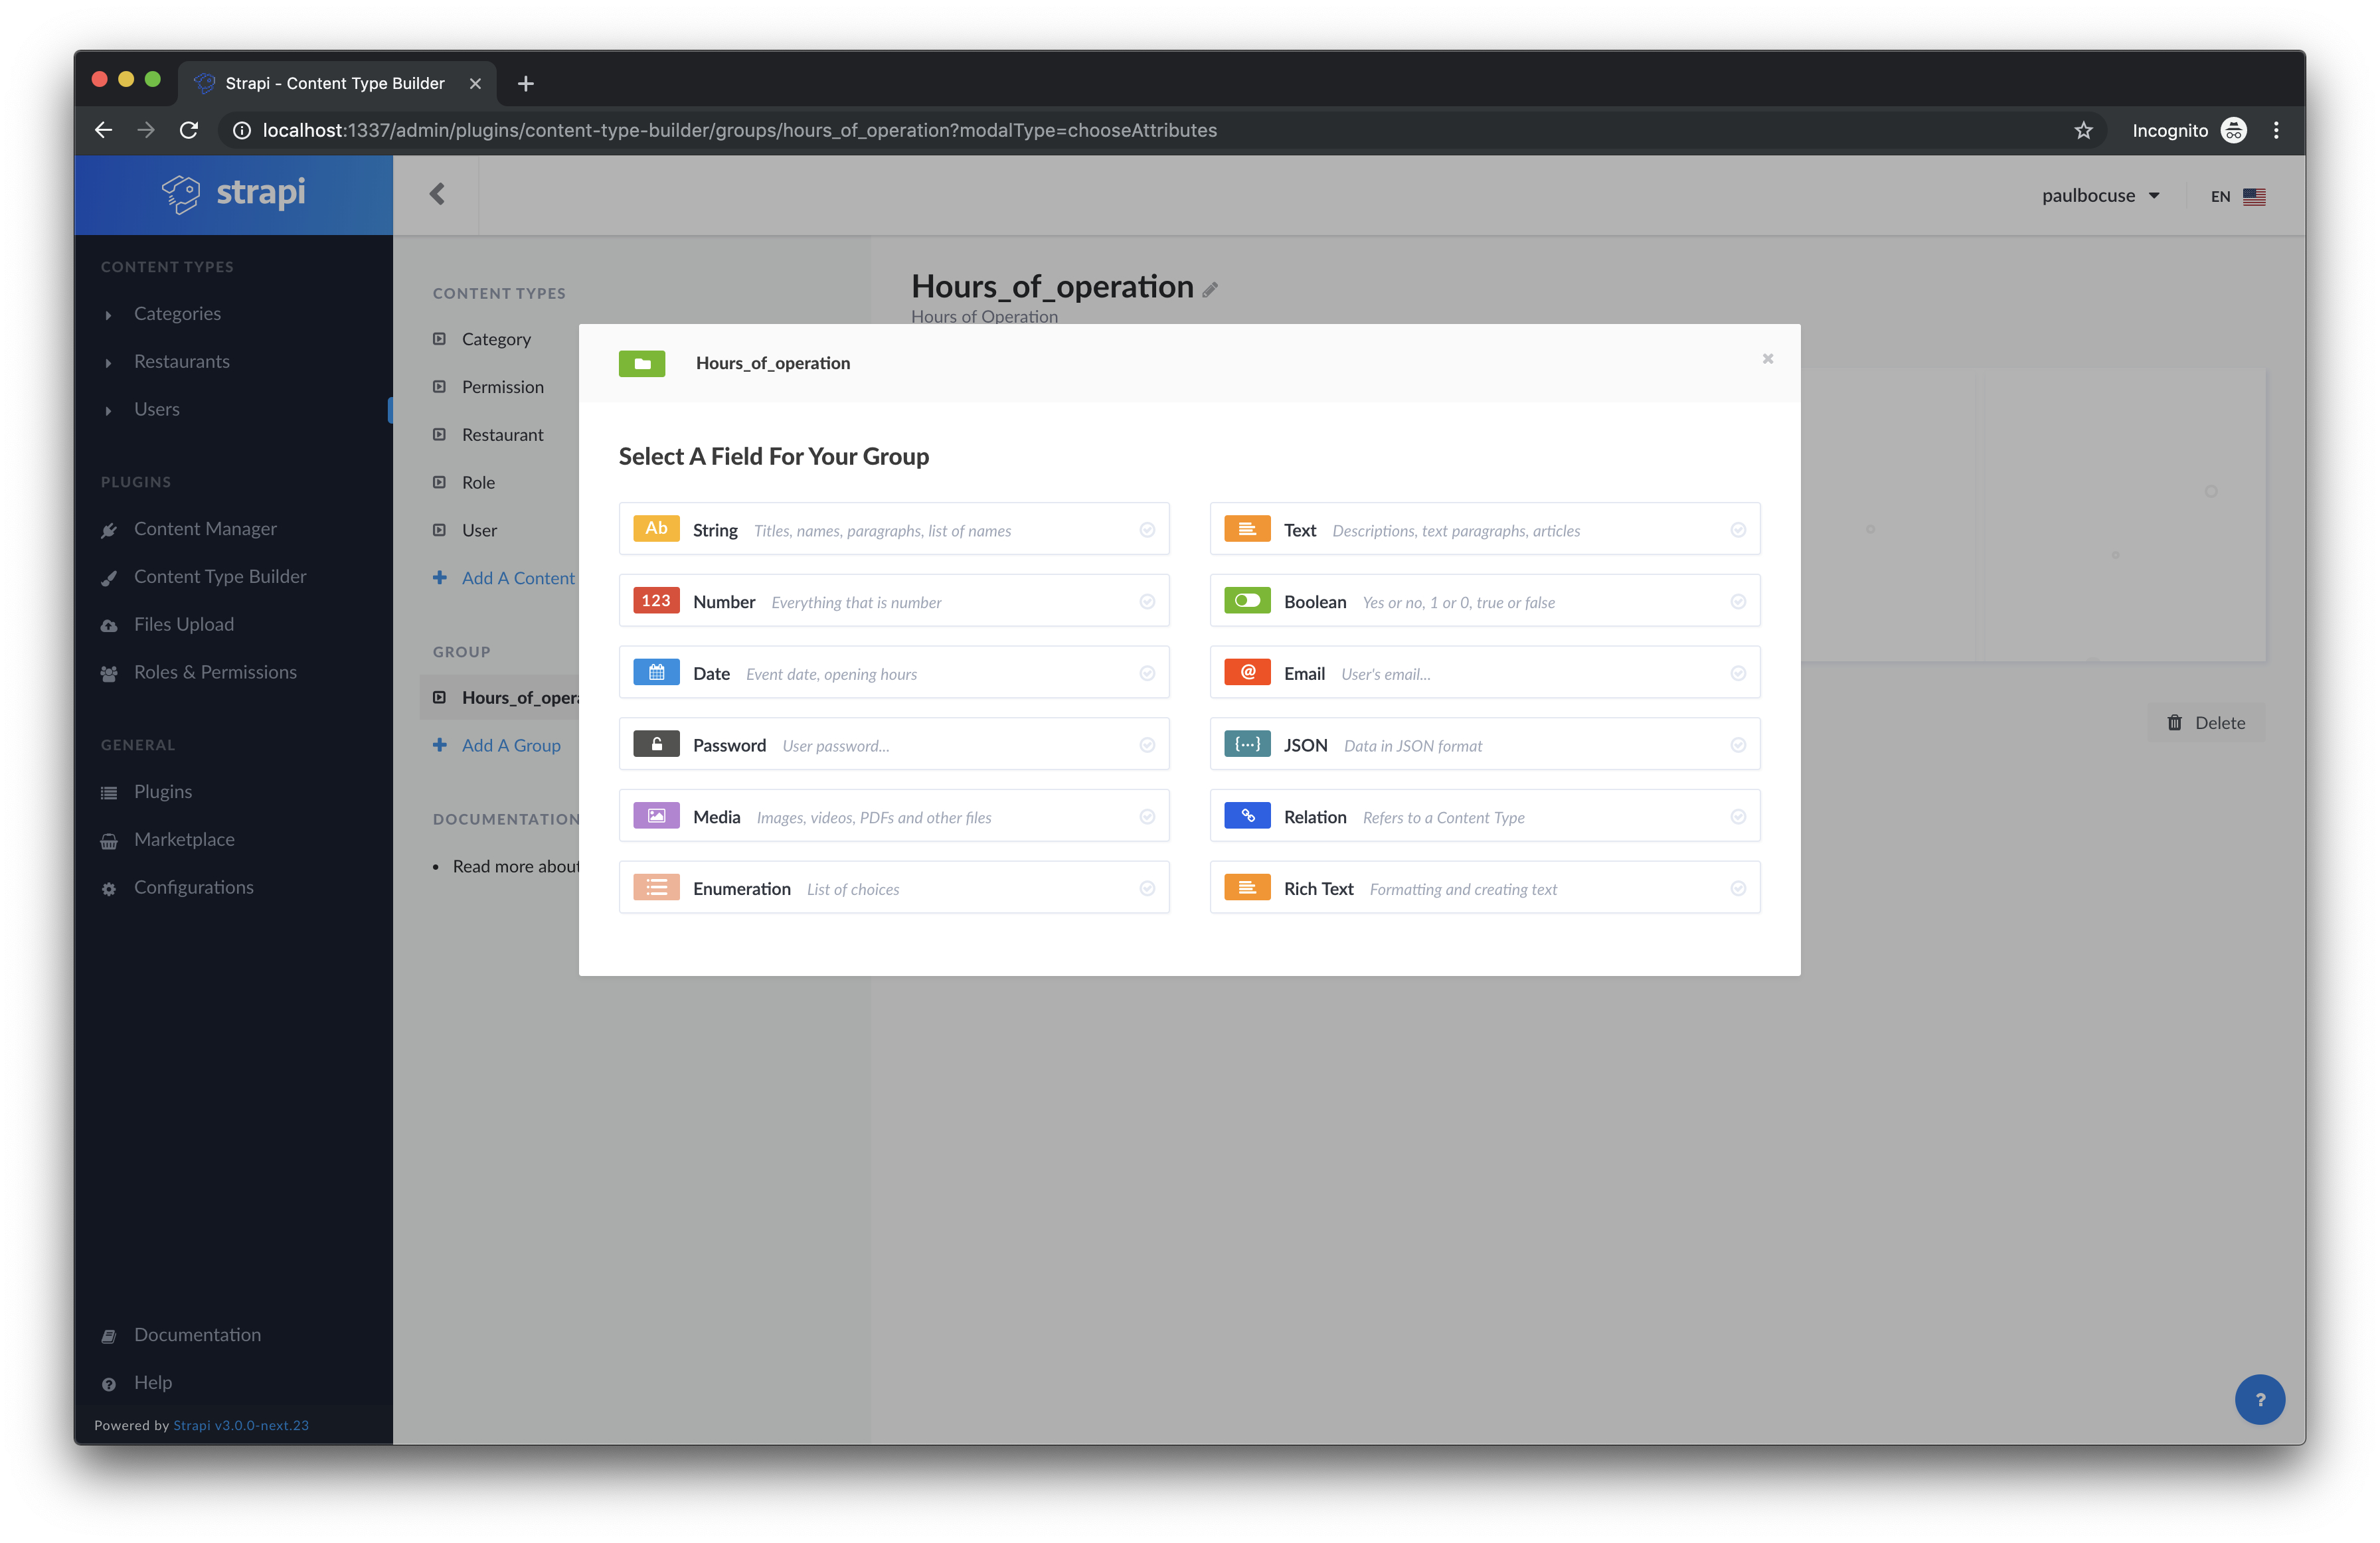 Strapi - Content Type Builder
localhost:1337/admin/plugins/content-type-builder/groups/hours_of_operation?modalType=chooseAttributes
Incognito
strapi
paulbocuse
EN
CONTENT TYPES
Categories
Restaurants
Users
PLUGINS
Content Manager
Content Type Builder
Files Upload
Roles & Permissions
GENERAL
Plugins
Marketplace
Configurations
Documentation
Help
Powered by Strapi v3.0.0-next.23
CONTENT TYPES
Category
Permission
Restaurant
Role
User
Add A Content
GROUP
Hours_of_opera
Add A Group
DOCUMENTATION
Read more about
Hours_of_operation
Hours of Operation
Delete
Hours_of_operation
Select A Field For Your Group
Ab String Titles, names, paragraphs, list of names
Text Descriptions, text paragraphs, articles
123 Number Everything that is number
Boolean Yes or no, 1 or 0, true or false
Date Event date, opening hours
@ Email User's email...
Password User password...
{...} JSON Data in JSON format
Media Images, videos, PDFs and other files
Relation Refers to a Content Type
Enumeration List of choices
Rich Text Formatting and creating text
?